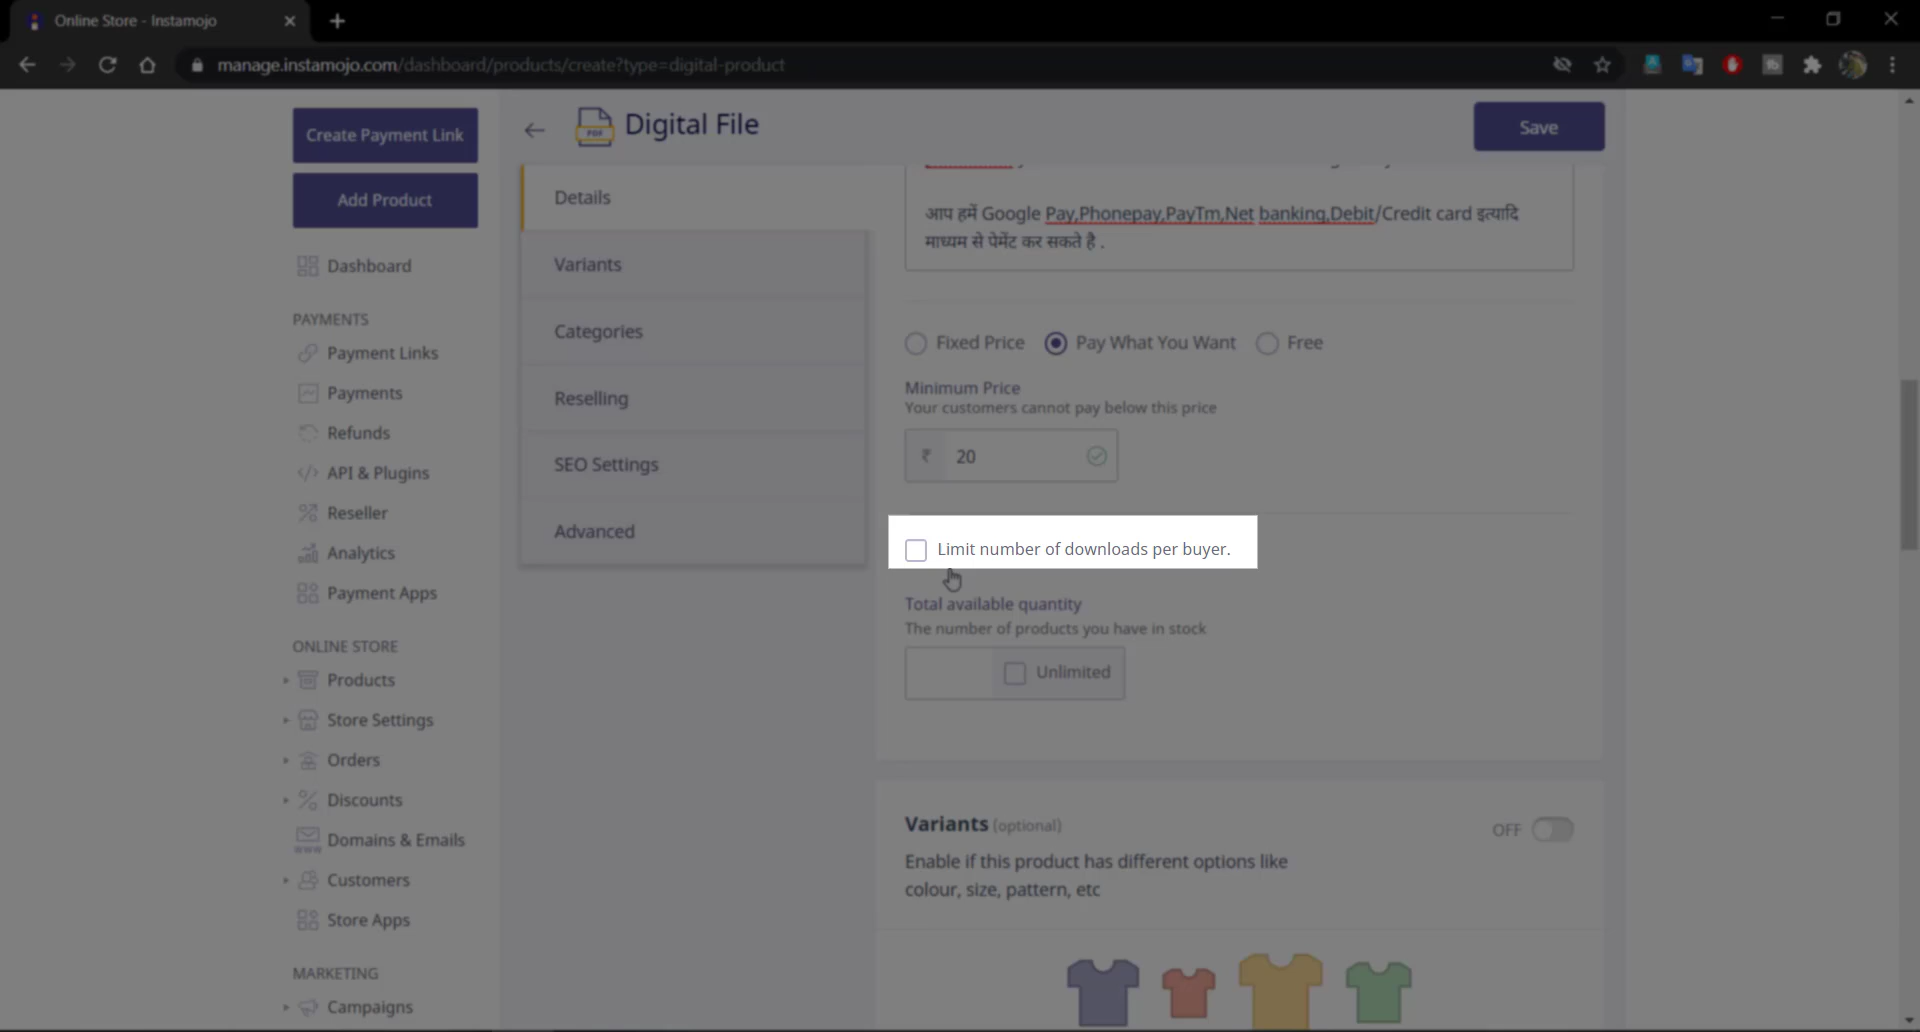 Online Store - Instamojo
manage.instamojo.com/dashboard/products/create?type=digital-product
Create Payment Link
Add Product
Dashboard
PAYMENTS
Payment Links
Payments
Refunds
API & Plugins
Reseller
Analytics
Payment Apps
ONLINE STORE
Products
Store Settings
Orders
Discounts
Domains & Emails
Customers
Store Apps
MARKETING
Campaigns
PDF
Digital File
Save
Details
Variants
Categories
Reselling
SEO Settings
Advanced
आप हमें Google Pay,Phonepay,PayTm,Net banking,Debit/Credit card इत्यादि
माध्यम से पेमेंट कर सकते है .
Fixed Price Pay What You Want Free
Minimum Price
Your customers cannot pay below this price
₹ 20
Limit number of downloads per buyer.
Total available quantity
The number of products you have in stock
Unlimited
Variants (optional)
OFF
Enable if this product has different options like
colour, size, pattern, etc